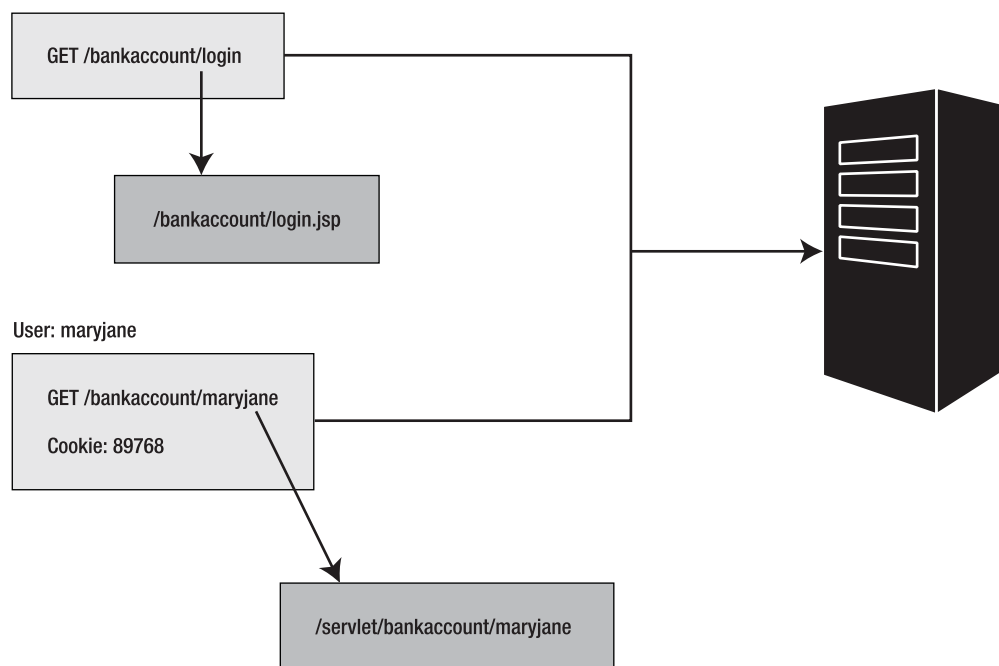 GET /bankaccount/login
/bankaccount/login.jsp
User: maryjane
GET /bankaccount/maryjane
Cookie: 89768
/servlet/bankaccount/maryjane